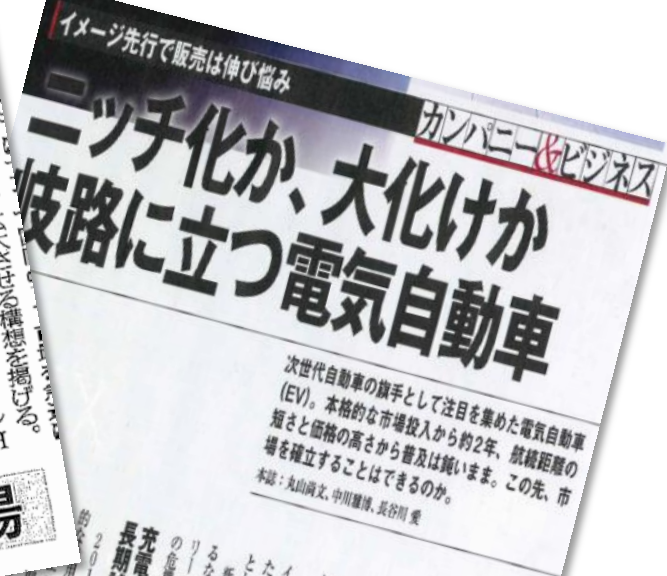 イメージ先行で販売は伸び悩み
カンパニー&ビジネス
ニッチ化か、大化けか
岐路に立つ電気自動車
次世代自動車の旗手として注目を集めた電気自動車
(EV)。本格的な市場投入から約2年、航続距離の
短さと価格の高さから普及は鈍いまま。この先、市
場を確立することはできるのか。
本誌:丸山尚文、中川雅博、長谷川 愛
させる構想を掲げる。
充電
長期